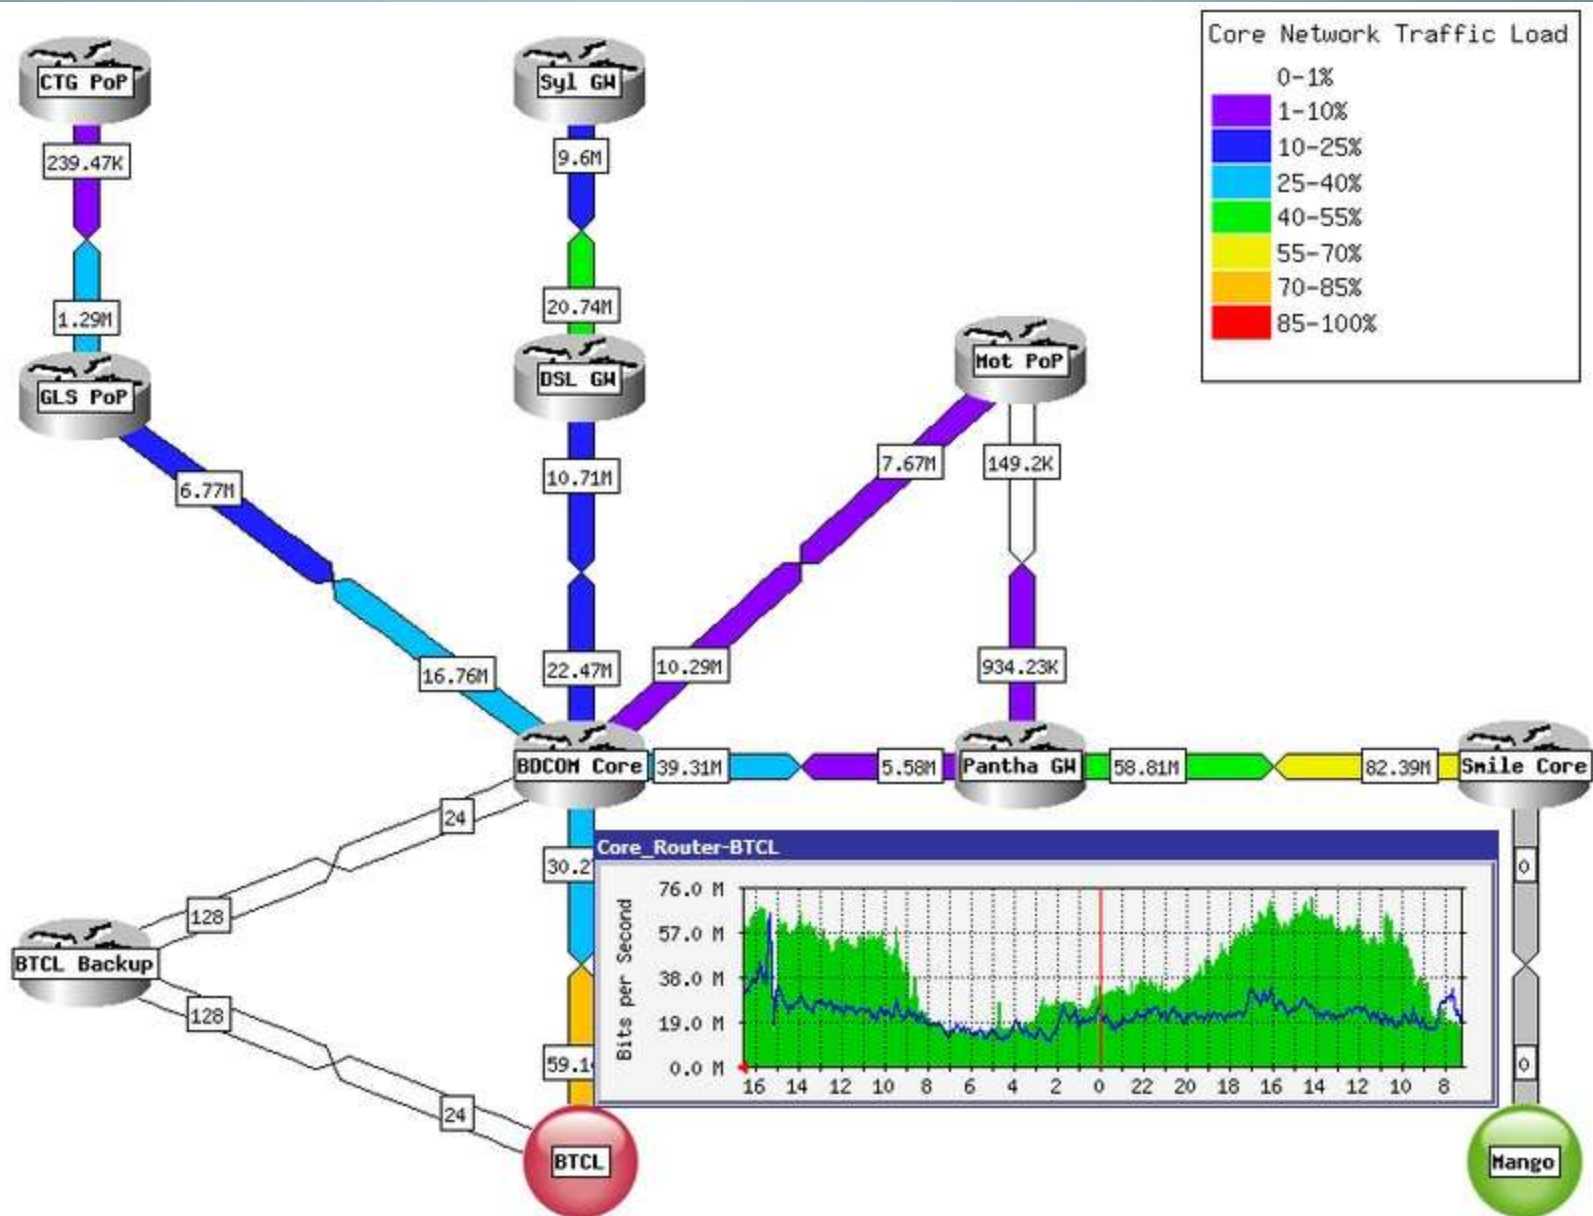 Core Network Traffic Load
0-1%
1-10%
10-25%
25-40%
40-55%
55-70%
70-85%
85-100%
CTG PoP
Syl GW
239.47K
9.6M
1.29M
20.74M
GLS PoP
DSL GW
Mot PoP
6.77M
10.71M
7.67M
149.2K
16.76M
22.47M
10.29M
934.23K
BDCOM Core
39.31M
5.58M
Pantha GW
58.81M
82.39M
Smile Core
24
128
BTCL Backup
128
24
30.2
59.1
BTCL
0
0
Mango
Core_Router-BTCL
Bits per Second
76.0 M
57.0 M
38.0 M
19.0 M
0.0 M
16 14 12 10 8 6 4 2 0 22 20 18 16 14 12 10 8